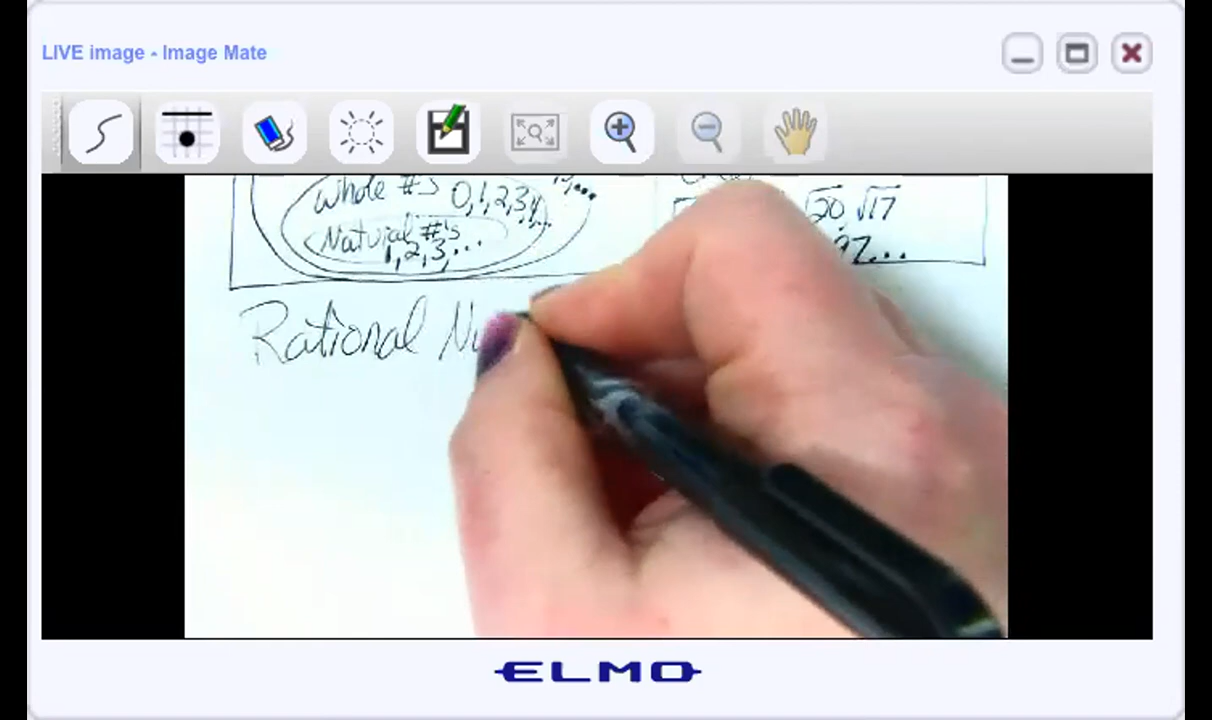 LIVE image - Image Mate
Whole #'s 0,1,2,3,4,...
Natural #'s
1,2,3,...
√20, √17
Rational Nu
ELMO